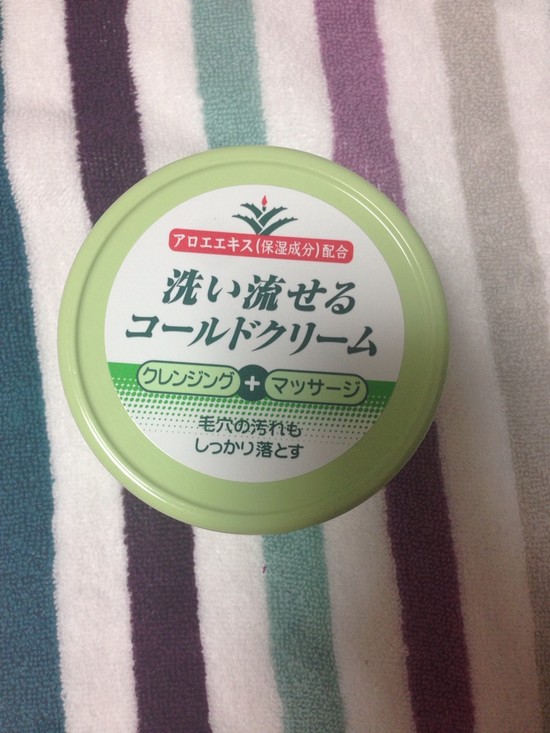 アロエエキス(保湿成分)配合
洗い流せる
コールドクリーム
クレンジング + マッサージ
毛穴の汚れも
しっかり落とす